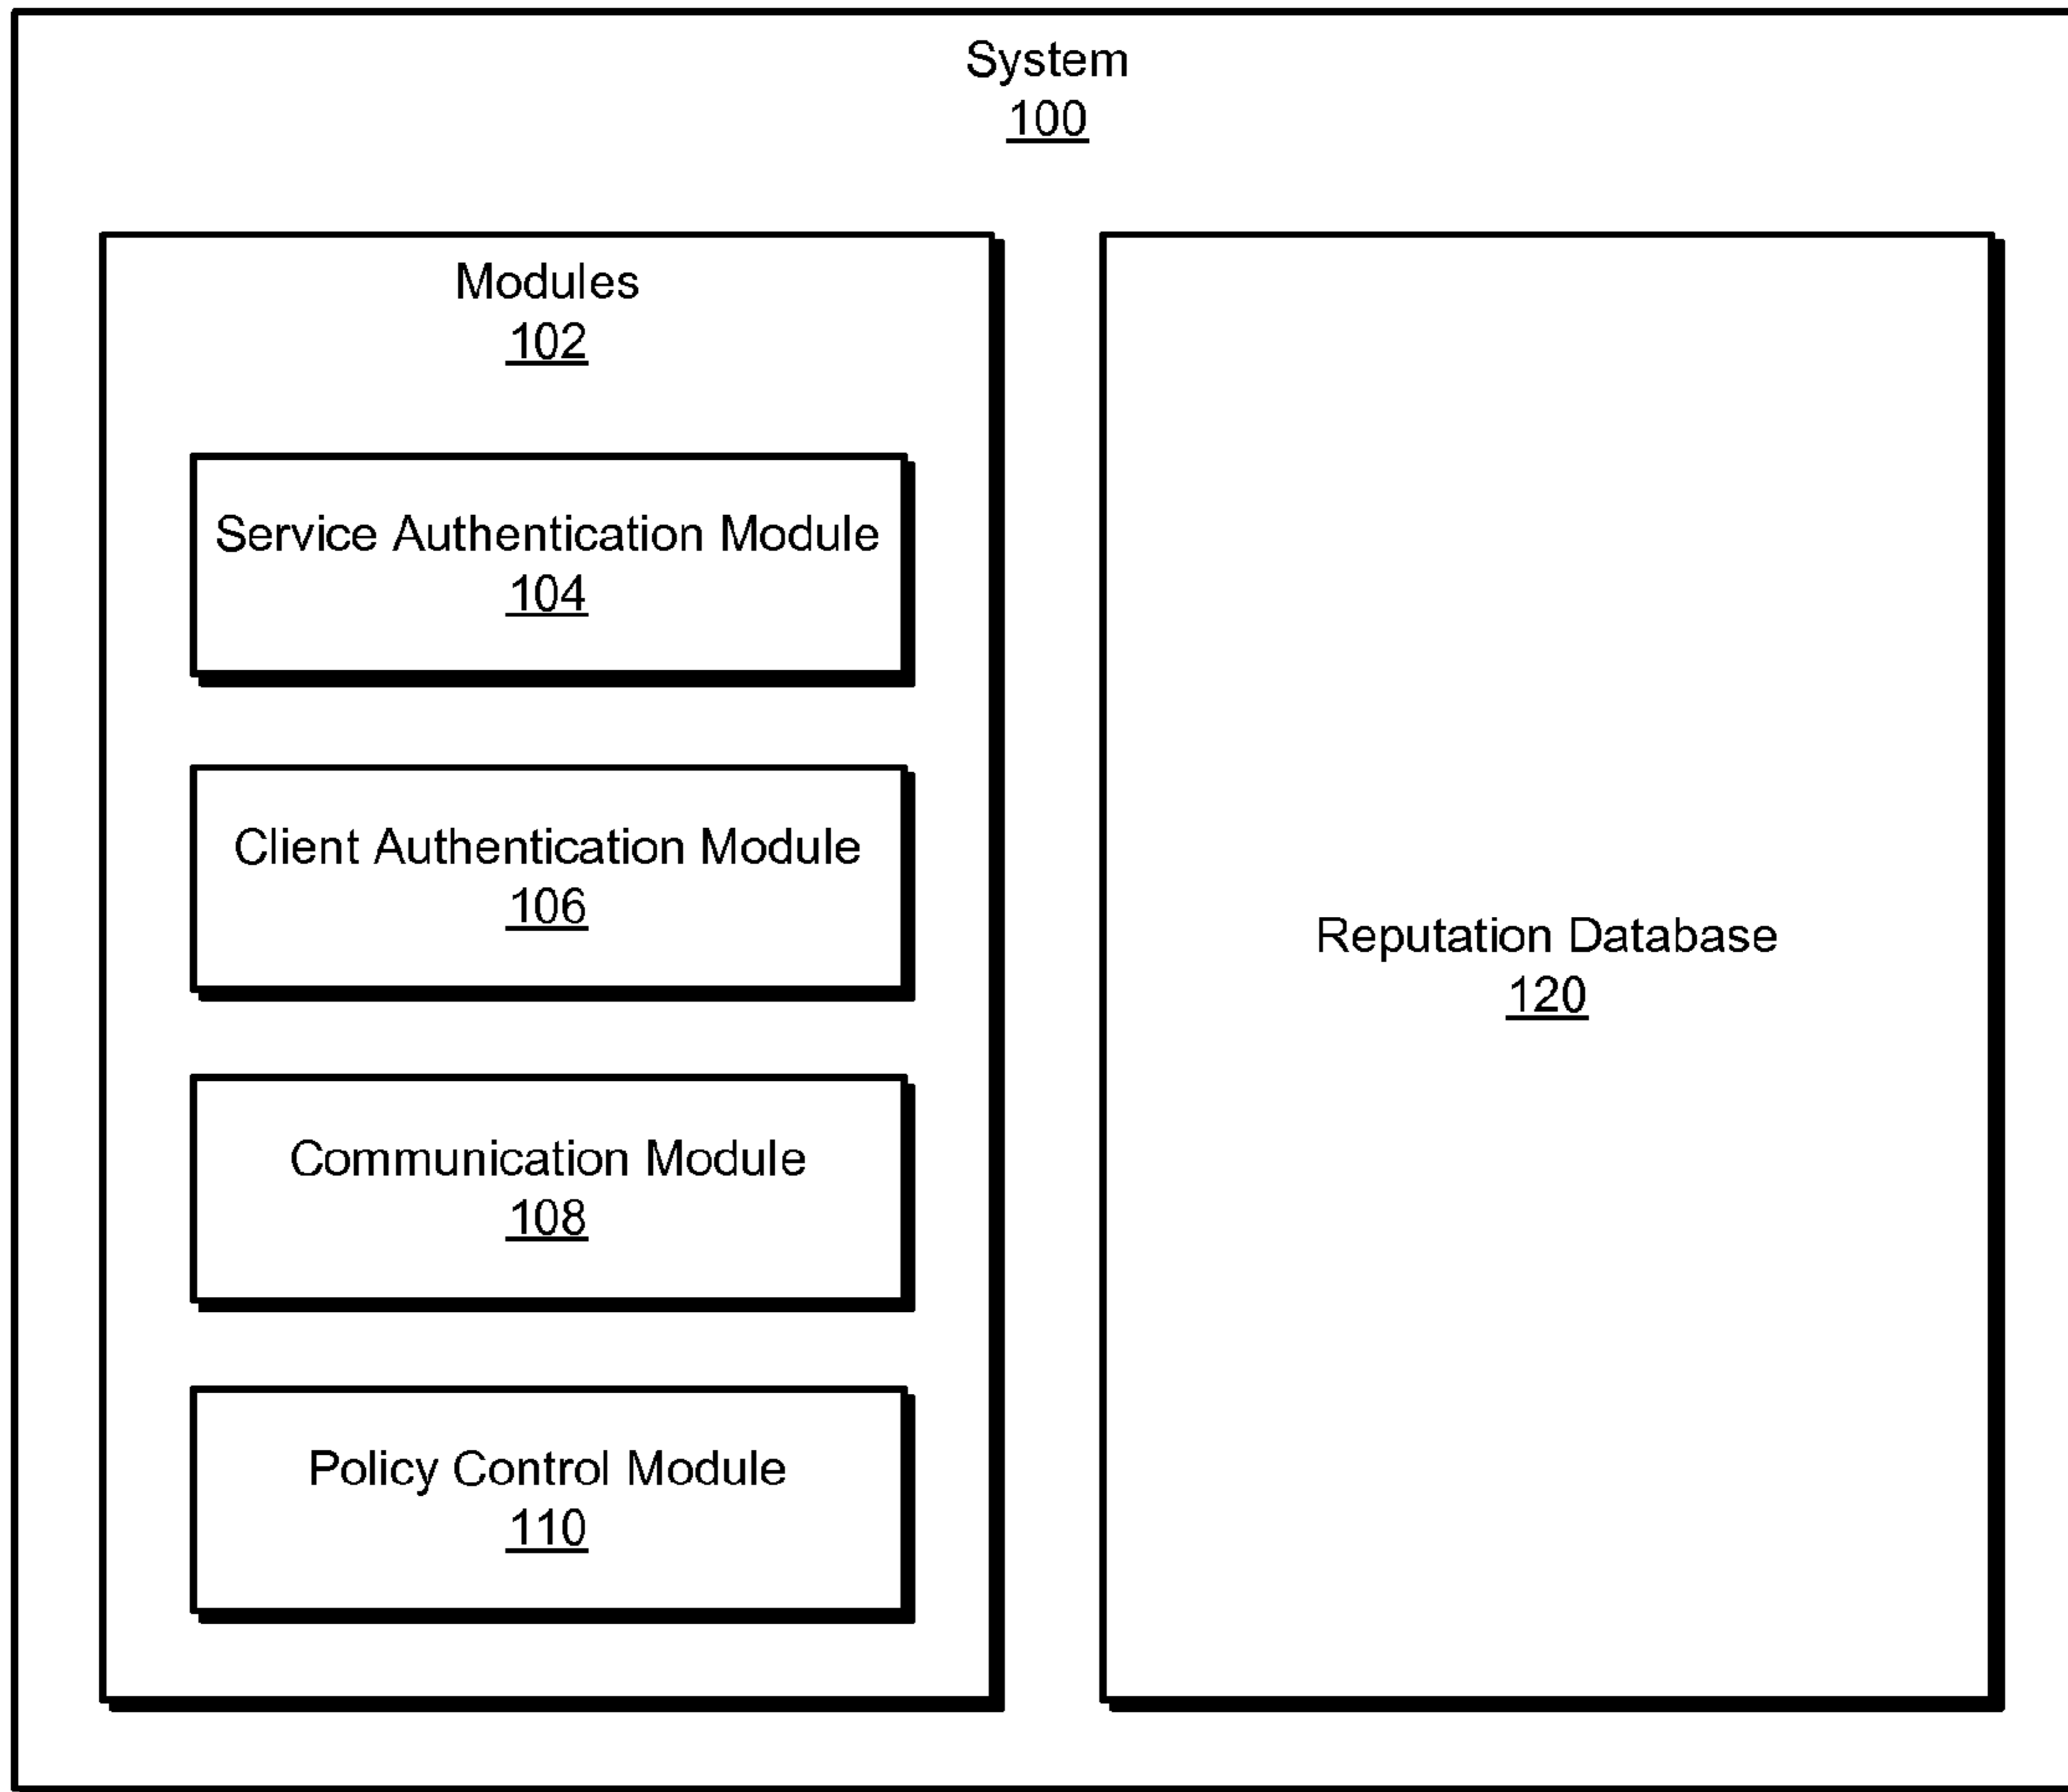 System
100
Modules
102
Service Authentication Module
104
Client Authentication Module
106
Communication Module
108
Policy Control Module
110
Reputation Database
120